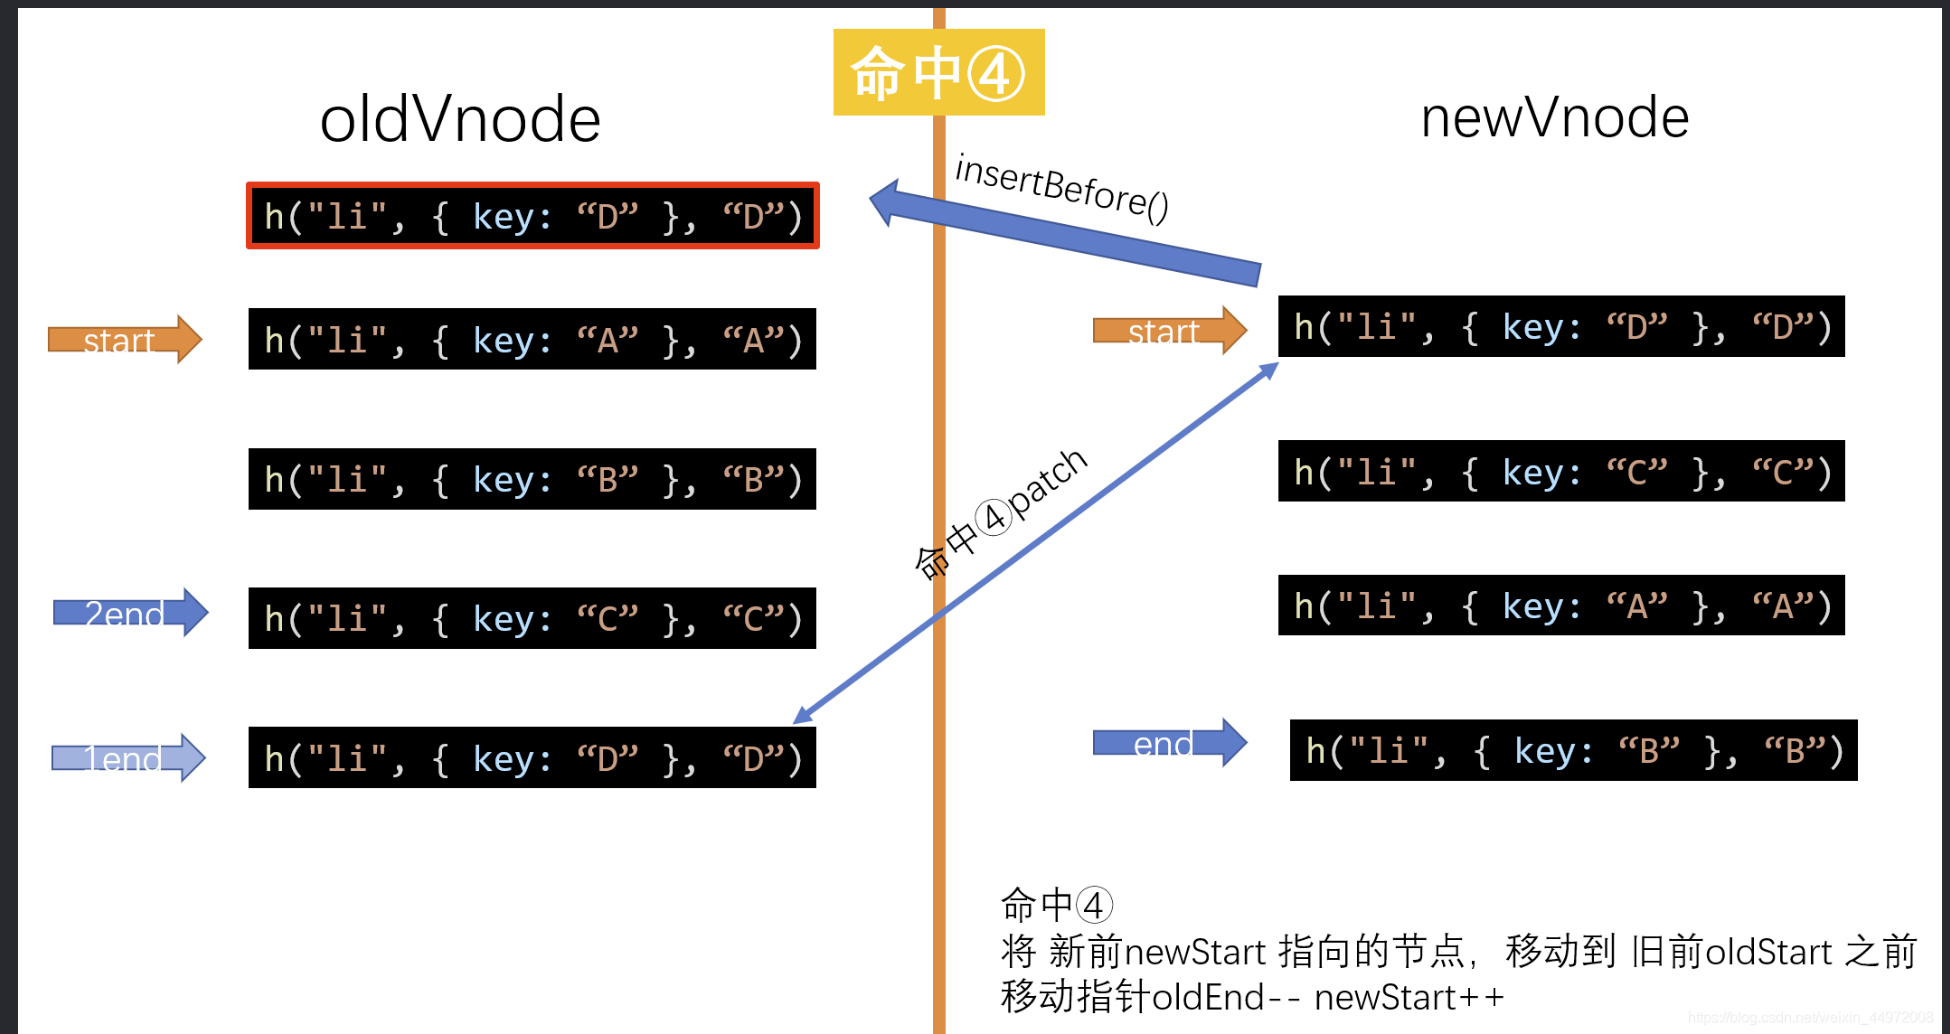 命中④
oldVnode
newVnode
insertBefore()
h("li", { key: “D” }, “D”)
start
h("li", { key: “A” }, “A”)
h("li", { key: “B” }, “B”)
2end
h("li", { key: “C” }, “C”)
1end
h("li", { key: “D” }, “D”)
命中④patch
start
h("li", { key: “D” }, “D”)
h("li", { key: “C” }, “C”)
h("li", { key: “A” }, “A”)
end
h("li", { key: “B” }, “B”)
命中④
将 新前newStart 指向的节点，移动到 旧前oldStart 之前
移动指针oldEnd-- newStart++
https://blog.csdn.net/weixin_44972008